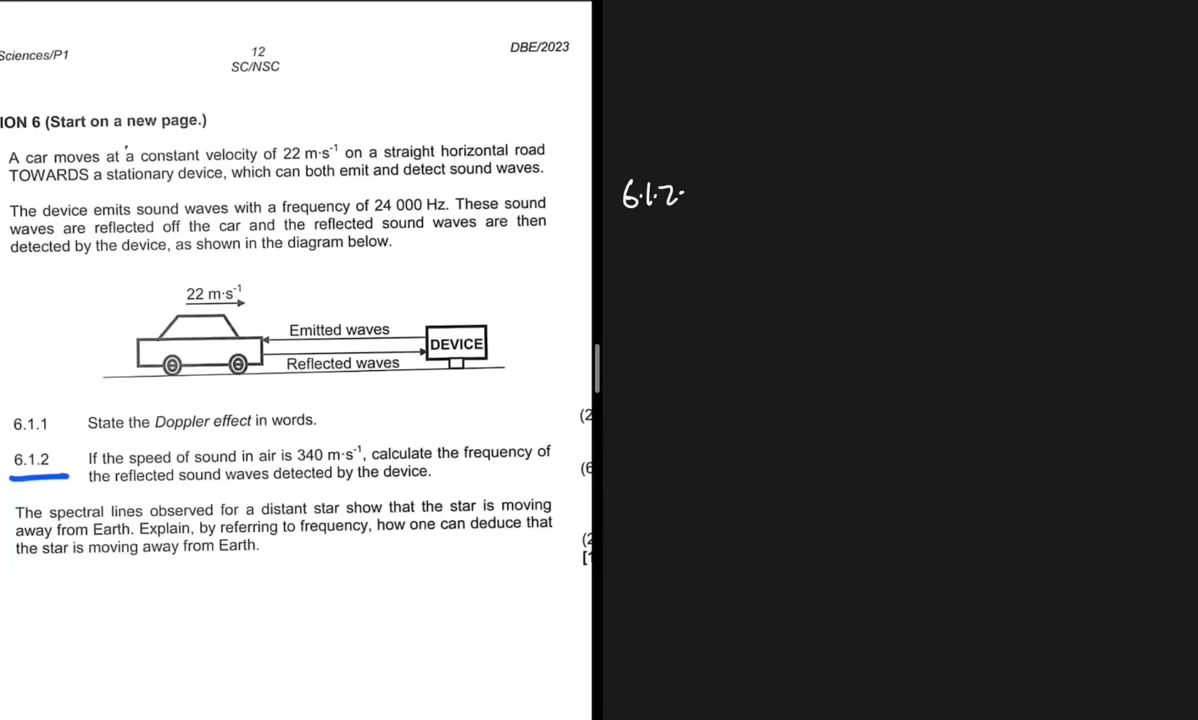 Sciences/P1
12
SC/NSC
DBE/2023
ION 6 (Start on a new page.)
A car moves at a constant velocity of 22 m·s⁻¹ on a straight horizontal road
TOWARDS a stationary device, which can both emit and detect sound waves.
The device emits sound waves with a frequency of 24 000 Hz. These sound
waves are reflected off the car and the reflected sound waves are then
detected by the device, as shown in the diagram below.
22 m·s⁻¹
Emitted waves
DEVICE
Reflected waves
6.1.1 State the Doppler effect in words. (2
6.1.2 If the speed of sound in air is 340 m·s⁻¹, calculate the frequency of
the reflected sound waves detected by the device. (6
The spectral lines observed for a distant star show that the star is moving
away from Earth. Explain, by referring to frequency, how one can deduce that
the star is moving away from Earth. (2
[1
6.1.2.